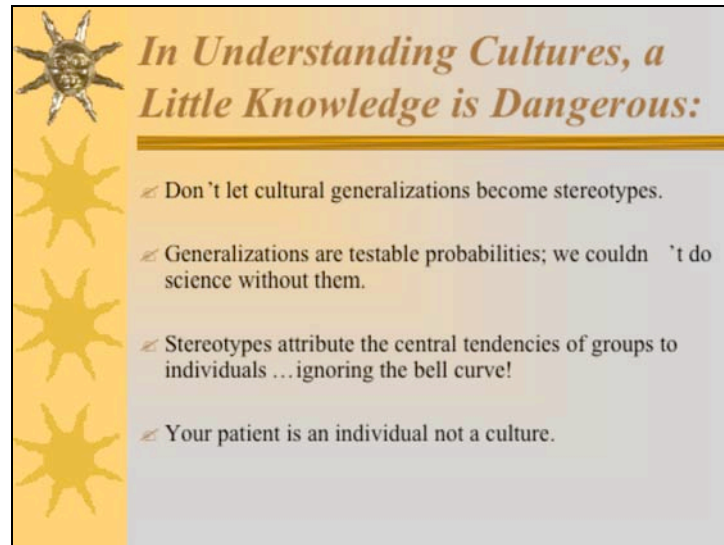 In Understanding Cultures, a
Little Knowledge is Dangerous:
Don't let cultural generalizations become stereotypes.
Generalizations are testable probabilities; we couldn 't do
science without them.
Stereotypes attribute the central tendencies of groups to
individuals …ignoring the bell curve!
Your patient is an individual not a culture.